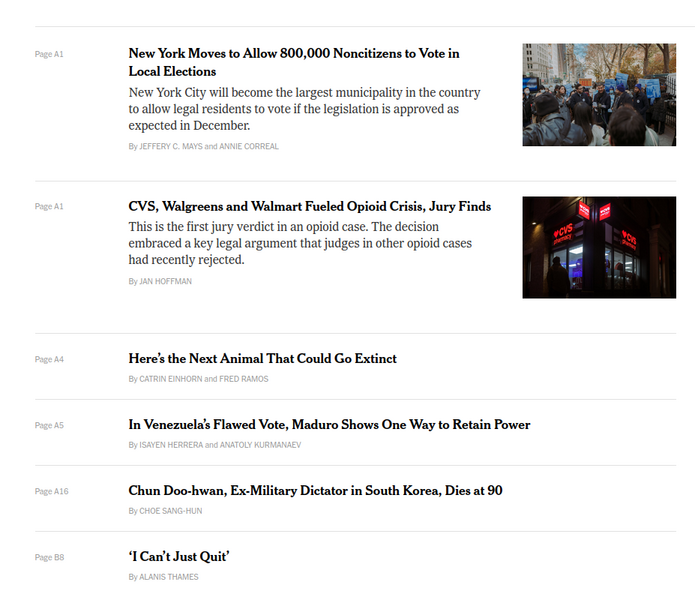 Page A1
New York Moves to Allow 800,000 Noncitizens to Vote in
Local Elections
New York City will become the largest municipality in the country
to allow legal residents to vote if the legislation is approved as
expected in December.
By JEFFERY C. MAYS and ANNIE CORREAL
Page A1
CVS, Walgreens and Walmart Fueled Opioid Crisis, Jury Finds
This is the first jury verdict in an opioid case. The decision
embraced a key legal argument that judges in other opioid cases
had recently rejected.
By JAN HOFFMAN
CVS
pharmacy
CVS
pharmacy
Page A4
Here’s the Next Animal That Could Go Extinct
By CATRIN EINHORN and FRED RAMOS
Page A5
In Venezuela’s Flawed Vote, Maduro Shows One Way to Retain Power
By ISAYEN HERRERA and ANATOLY KURMANAEV
Page A16
Chun Doo-hwan, Ex-Military Dictator in South Korea, Dies at 90
By CHOE SANG-HUN
Page B8
‘I Can’t Just Quit’
By ALANIS THAMES